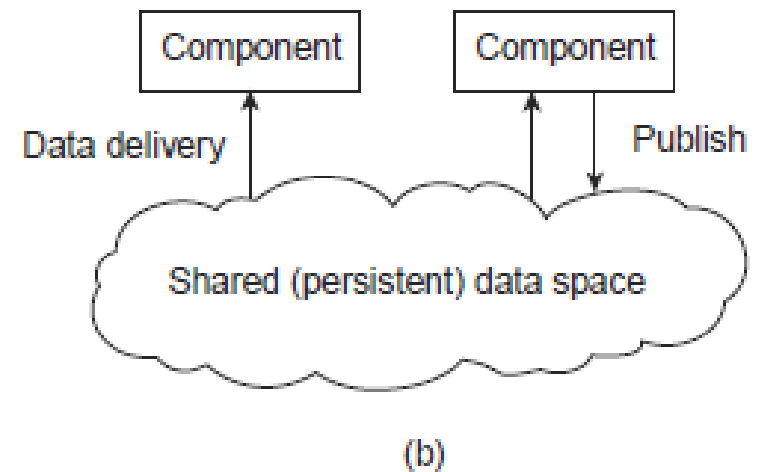 Component
Component
Data delivery
Publish
Shared (persistent) data space
(b)